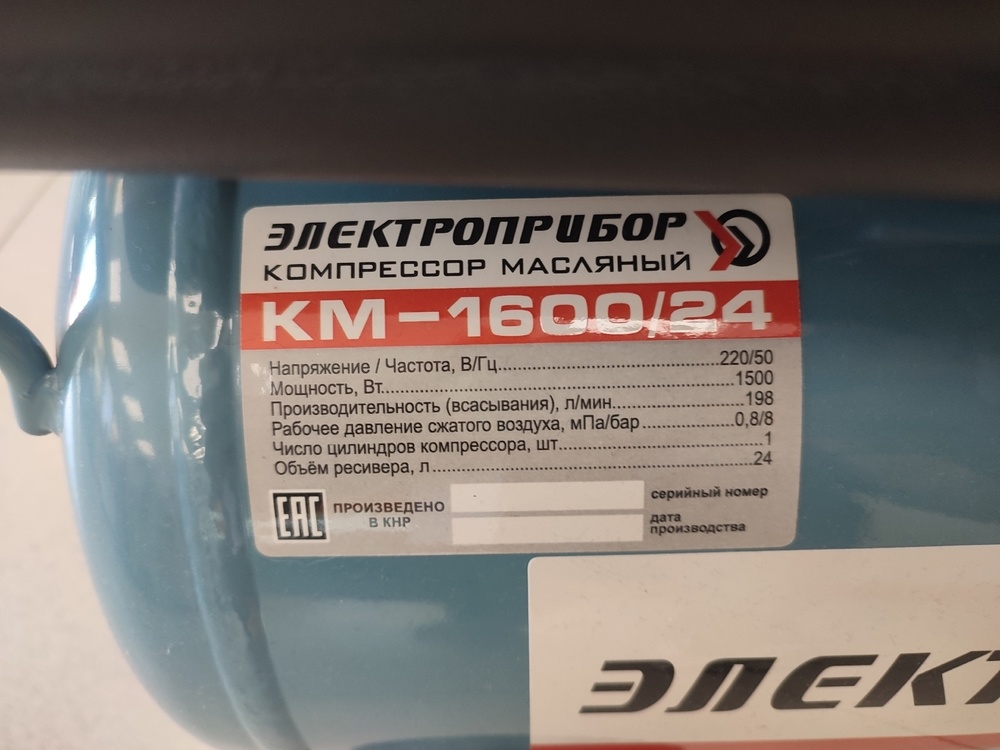 ЭЛЕКТРОПРИБОР
КОМПРЕССОР МАСЛЯНЫЙ
КМ-1600/24
Напряжение / Частота, В/Гц.....220/50
Мощность, Вт.....1500
Производительность (всасывания), л/мин.....198
Рабочее давление сжатого воздуха, мПа/бар.....0,8/8
Число цилиндров компрессора, шт.....1
Объём ресивера, л.....24
EAC
ПРОИЗВЕДЕНО
В КНР
серийный номер
дата
производства
ЭЛЕКТ